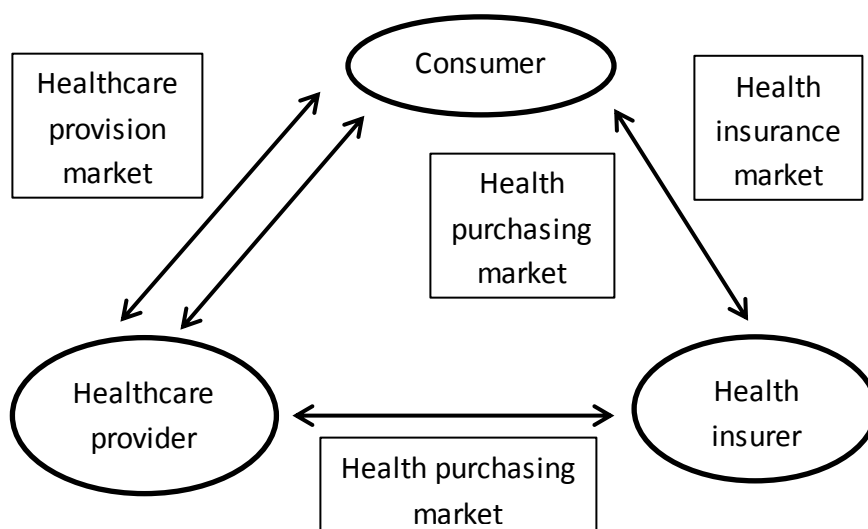 Healthcare
provision
market
Consumer
Health
insurance
market
Health
purchasing
market
Healthcare
provider
Health
insurer
Health purchasing
market